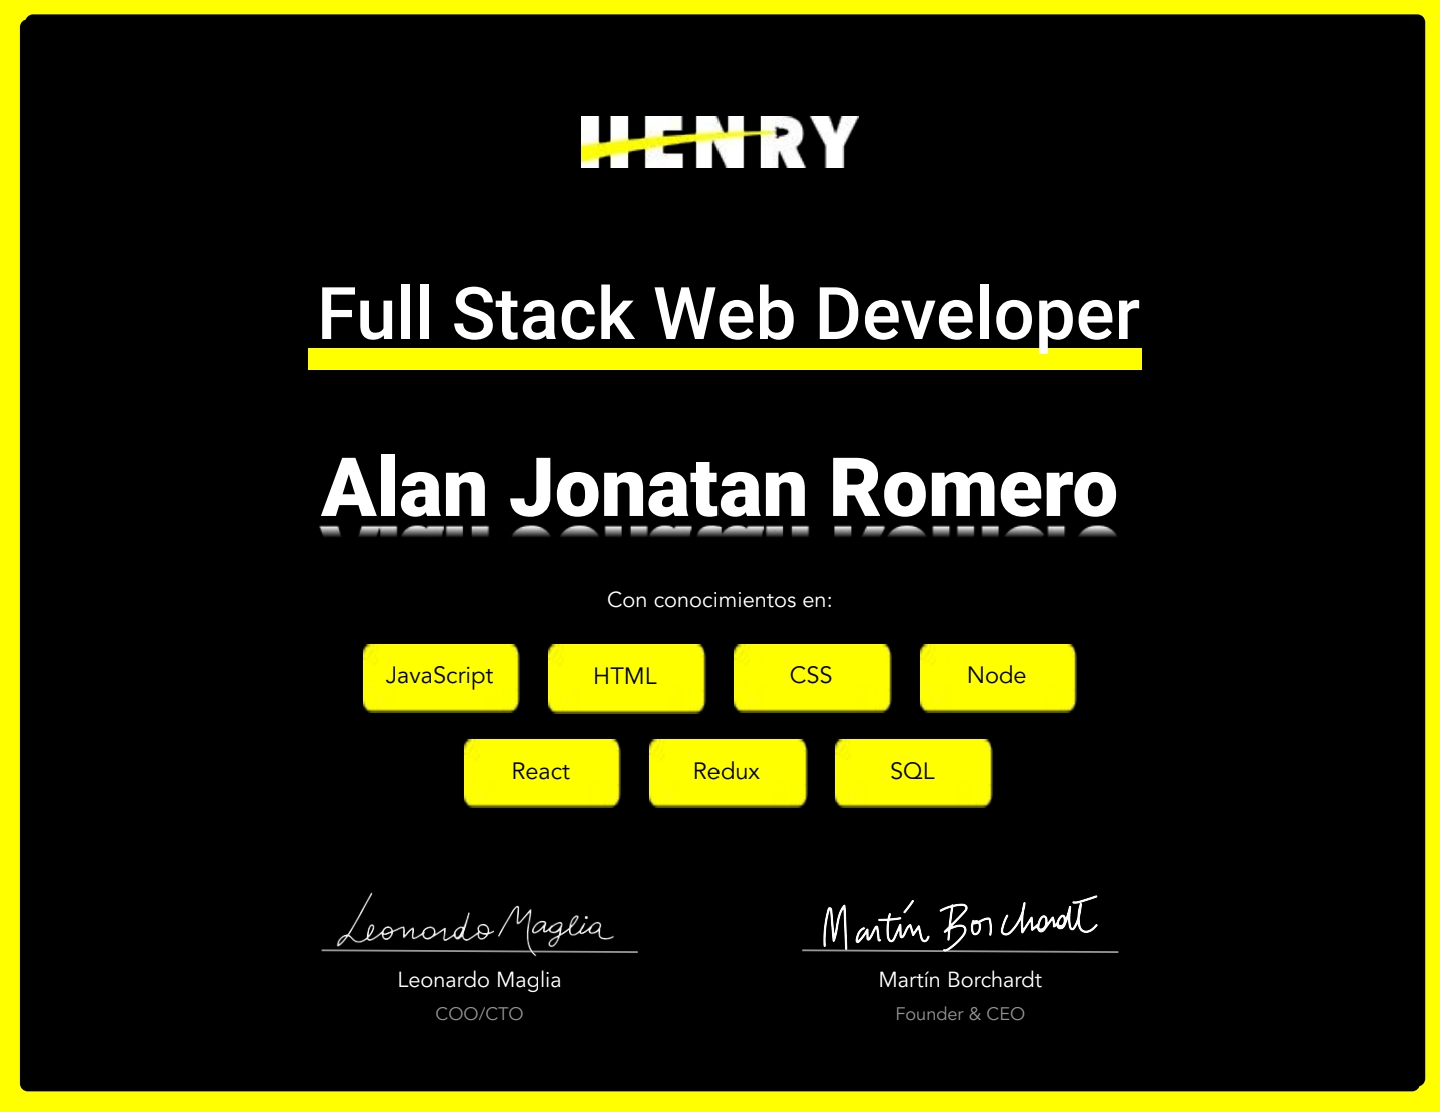 HENRY
Full Stack Web Developer
Alan Jonatan Romero
Con conocimientos en:
JavaScript HTML CSS Node
React Redux SQL
Leonardo Maglia Martín Borchardt
Leonardo Maglia Martín Borchardt
COO/CTO Founder & CEO